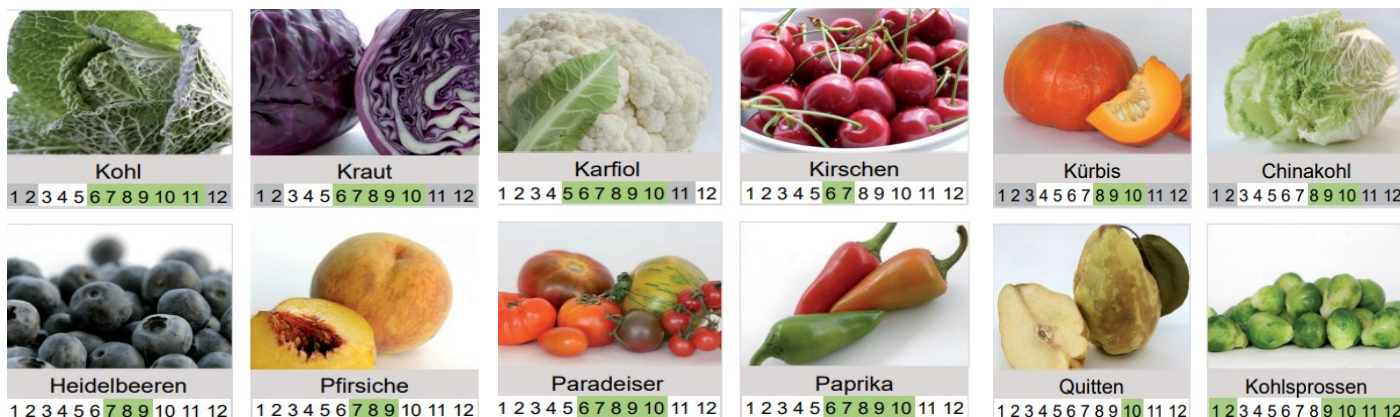 Kohl
1 2 3 4 5 6 7 8 9 10 11 12
Kraut
1 2 3 4 5 6 7 8 9 10 11 12
Karfiol
1 2 3 4 5 6 7 8 9 10 11 12
Kirschen
1 2 3 4 5 6 7 8 9 10 11 12
Kürbis
1 2 3 4 5 6 7 8 9 10 11 12
Chinakohl
1 2 3 4 5 6 7 8 9 10 11 12
Heidelbeeren
1 2 3 4 5 6 7 8 9 10 11 12
Pfirsiche
1 2 3 4 5 6 7 8 9 10 11 12
Paradeiser
1 2 3 4 5 6 7 8 9 10 11 12
Paprika
1 2 3 4 5 6 7 8 9 10 11 12
Quitten
1 2 3 4 5 6 7 8 9 10 11 12
Kohlsprossen
1 2 3 4 5 6 7 8 9 10 11 12